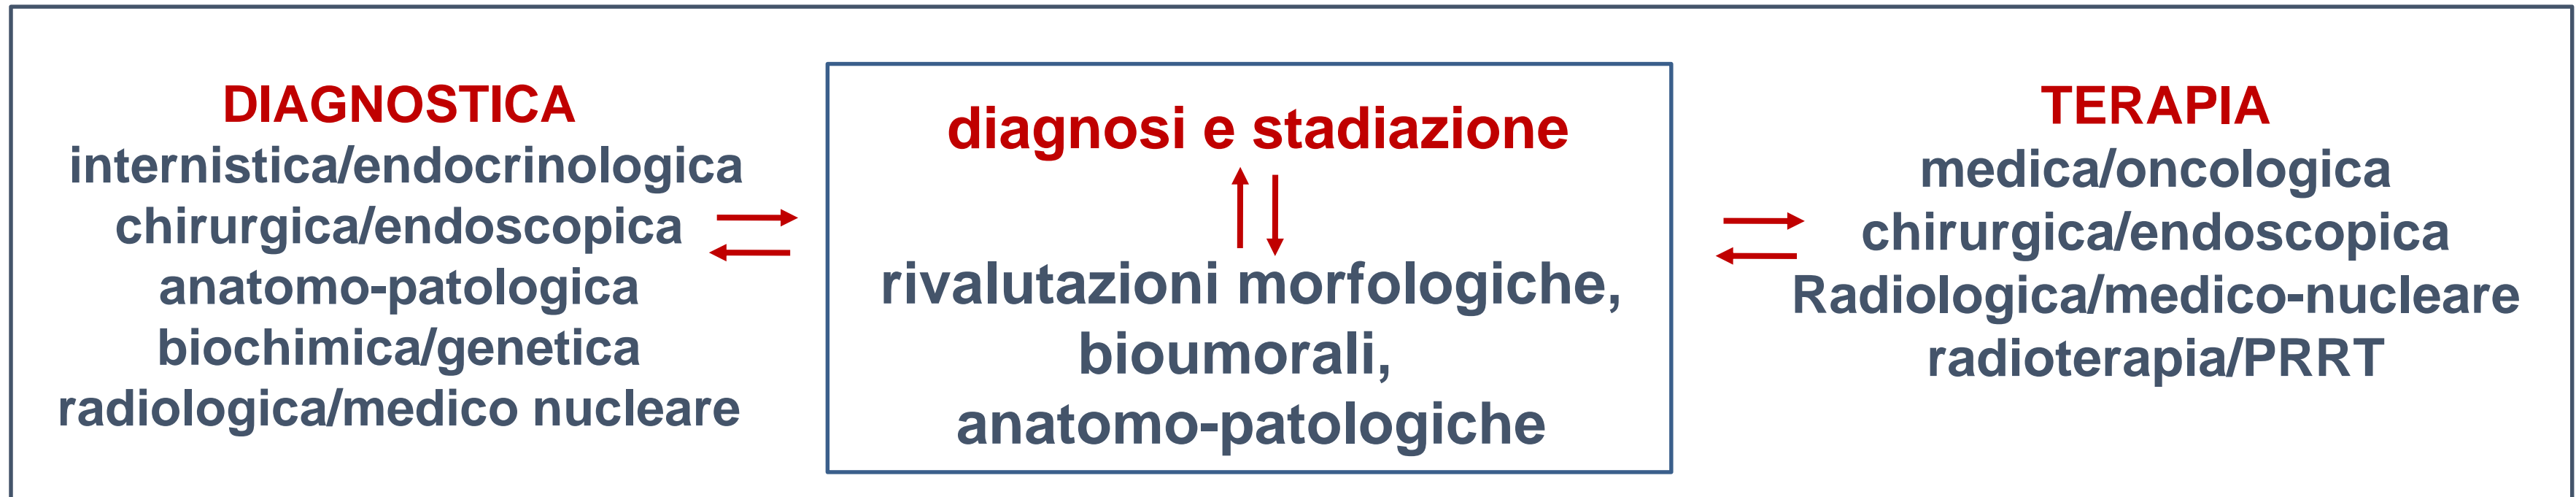 DIAGNOSTICA
internistica/endocrinologica
chirurgica/endoscopica
anatomo-patologica
biochimica/genetica
radiologica/medico nucleare
diagnosi e stadiazione
rivalutazioni morfologiche,
bioumorali,
anatomo-patologiche
TERAPIA
medica/oncologica
chirurgica/endoscopica
Radiologica/medico-nucleare
radioterapia/PRRT